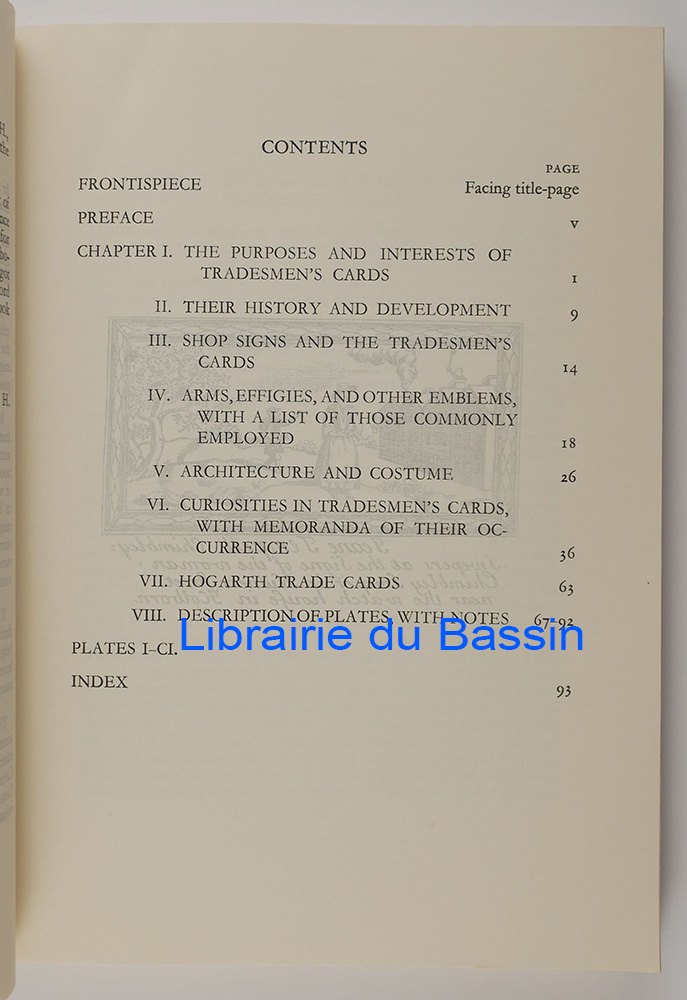 CONTENTS
PAGE
FRONTISPIECE Facing title-page
PREFACE v
CHAPTER I. THE PURPOSES AND INTERESTS OF
TRADESMEN'S CARDS 1
II. THEIR HISTORY AND DEVELOPMENT 9
III. SHOP SIGNS AND THE TRADESMEN'S
CARDS 14
IV. ARMS, EFFIGIES, AND OTHER EMBLEMS,
WITH A LIST OF THOSE COMMONLY
EMPLOYED 18
V. ARCHITECTURE AND COSTUME 26
VI. CURIOSITIES IN TRADESMEN'S CARDS,
WITH MEMORANDA OF THEIR OC-
CURRENCE 36
VII. HOGARTH TRADE CARDS 63
VIII. DESCRIPTION OF PLATES, WITH NOTES 67-92
PLATES I–CI.
INDEX 93
Librairie du Bassin